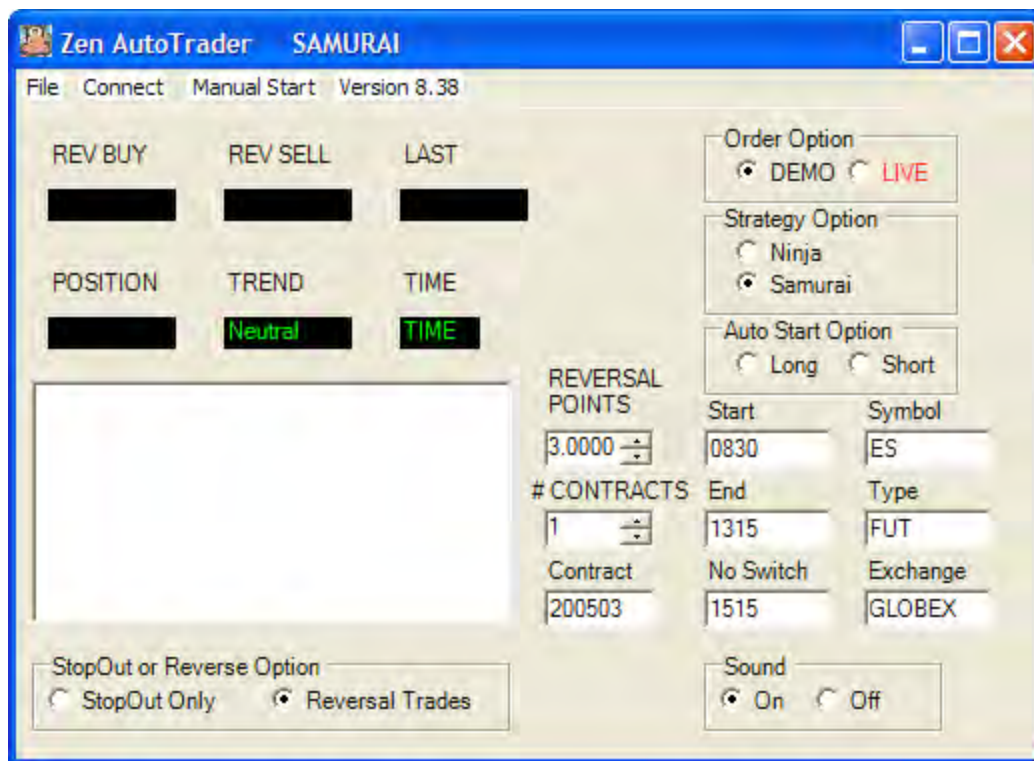 Zen AutoTrader SAMURAI
File Connect Manual Start Version 8.38
REV BUY REV SELL LAST
POSITION TREND TIME
Neutral TIME
Order Option
DEMO LIVE
Strategy Option
Ninja
Samurai
Auto Start Option
Long Short
REVERSAL
POINTS
3.0000
Start Symbol
0830 ES
# CONTRACTS End Type
1 1315 FUT
Contract No Switch Exchange
200503 1515 GLOBEX
StopOut or Reverse Option
StopOut Only Reversal Trades
Sound
On Off